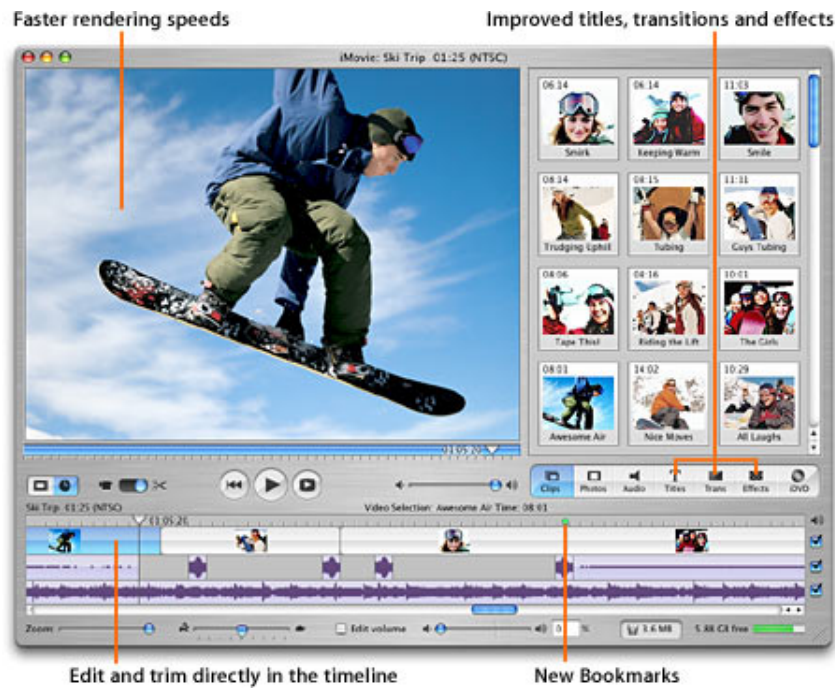 Faster rendering speeds
Improved titles, transitions and effects
iMovie: Ski Trip 01:25 (NTSC)
06:14 06:14 11:03
Smirk Keeping Warm Smile
08:14 08:15 11:11
Trudging Uphill Tubing Guys Tubing
08:06 08:16 10:01
Tape This! Riding the Lift The Girls
08:01 14:02 10:29
Awesome Air Nice Moves All Laughs
01:05:20
Clips Photos Audio Titles Trans Effects iDVD
Ski Trip 01:25 (NTSC) Video Selection: Awesome Air Time: 08:01
01:05:20
Zoom: Edit volume % 3.6 MB 5.88 GB free
Edit and trim directly in the timeline
New Bookmarks